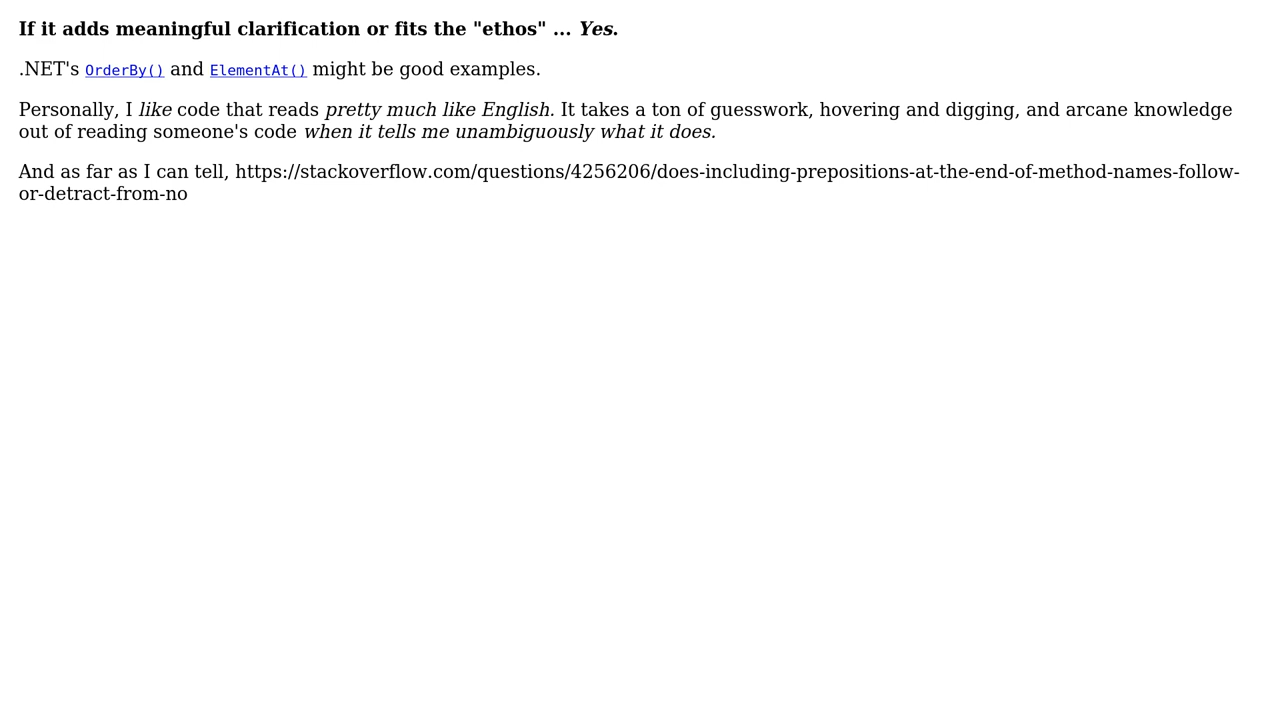 If it adds meaningful clarification or fits the "ethos" ... Yes.
.NET's OrderBy() and ElementAt() might be good examples.
Personally, I like code that reads pretty much like English. It takes a ton of guesswork, hovering and digging, and arcane knowledge
out of reading someone's code when it tells me unambiguously what it does.
And as far as I can tell, https://stackoverflow.com/questions/4256206/does-including-prepositions-at-the-end-of-method-names-follow-
or-detract-from-no